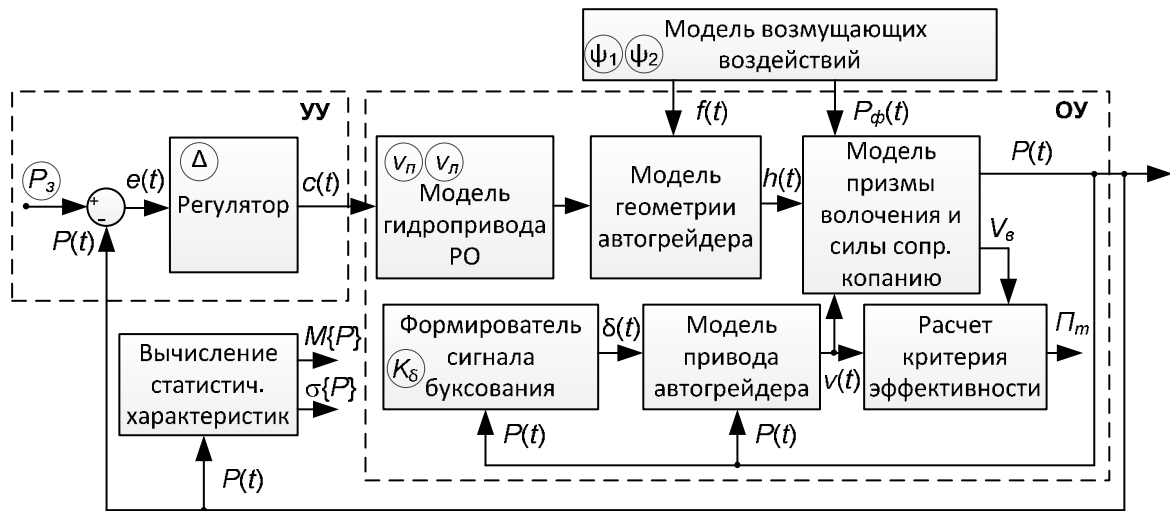 Модель возмущающих
воздействий
ψ1 ψ2
УУ
ОУ
f(t)
Pф(t)
Pз
+
-
e(t)
Δ
Регулятор
c(t)
P(t)
vп vл
Модель
гидропривода
РО
Модель
геометрии
автогрейдера
h(t)
Модель
призмы
волочения и
силы сопр.
копанию
P(t)
Vв
Вычисление
статистич.
характеристик
M{P}
σ{P}
P(t)
Формирователь
сигнала
буксования
Kδ
δ(t)
P(t)
Модель
привода
автогрейдера
v(t)
P(t)
Расчет
критерия
эффективности
Пт